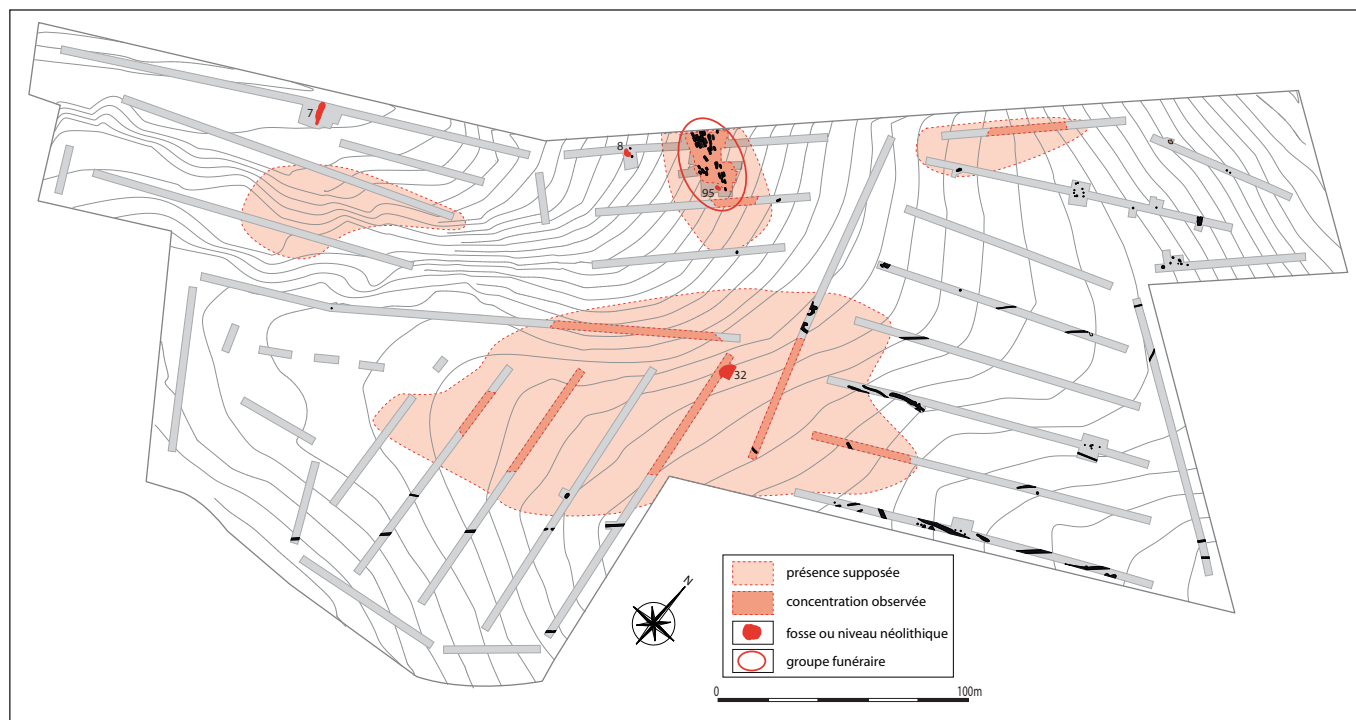 7
8
95
32
N
présence supposée
concentration observée
fosse ou niveau néolithique
groupe funéraire
0 100m